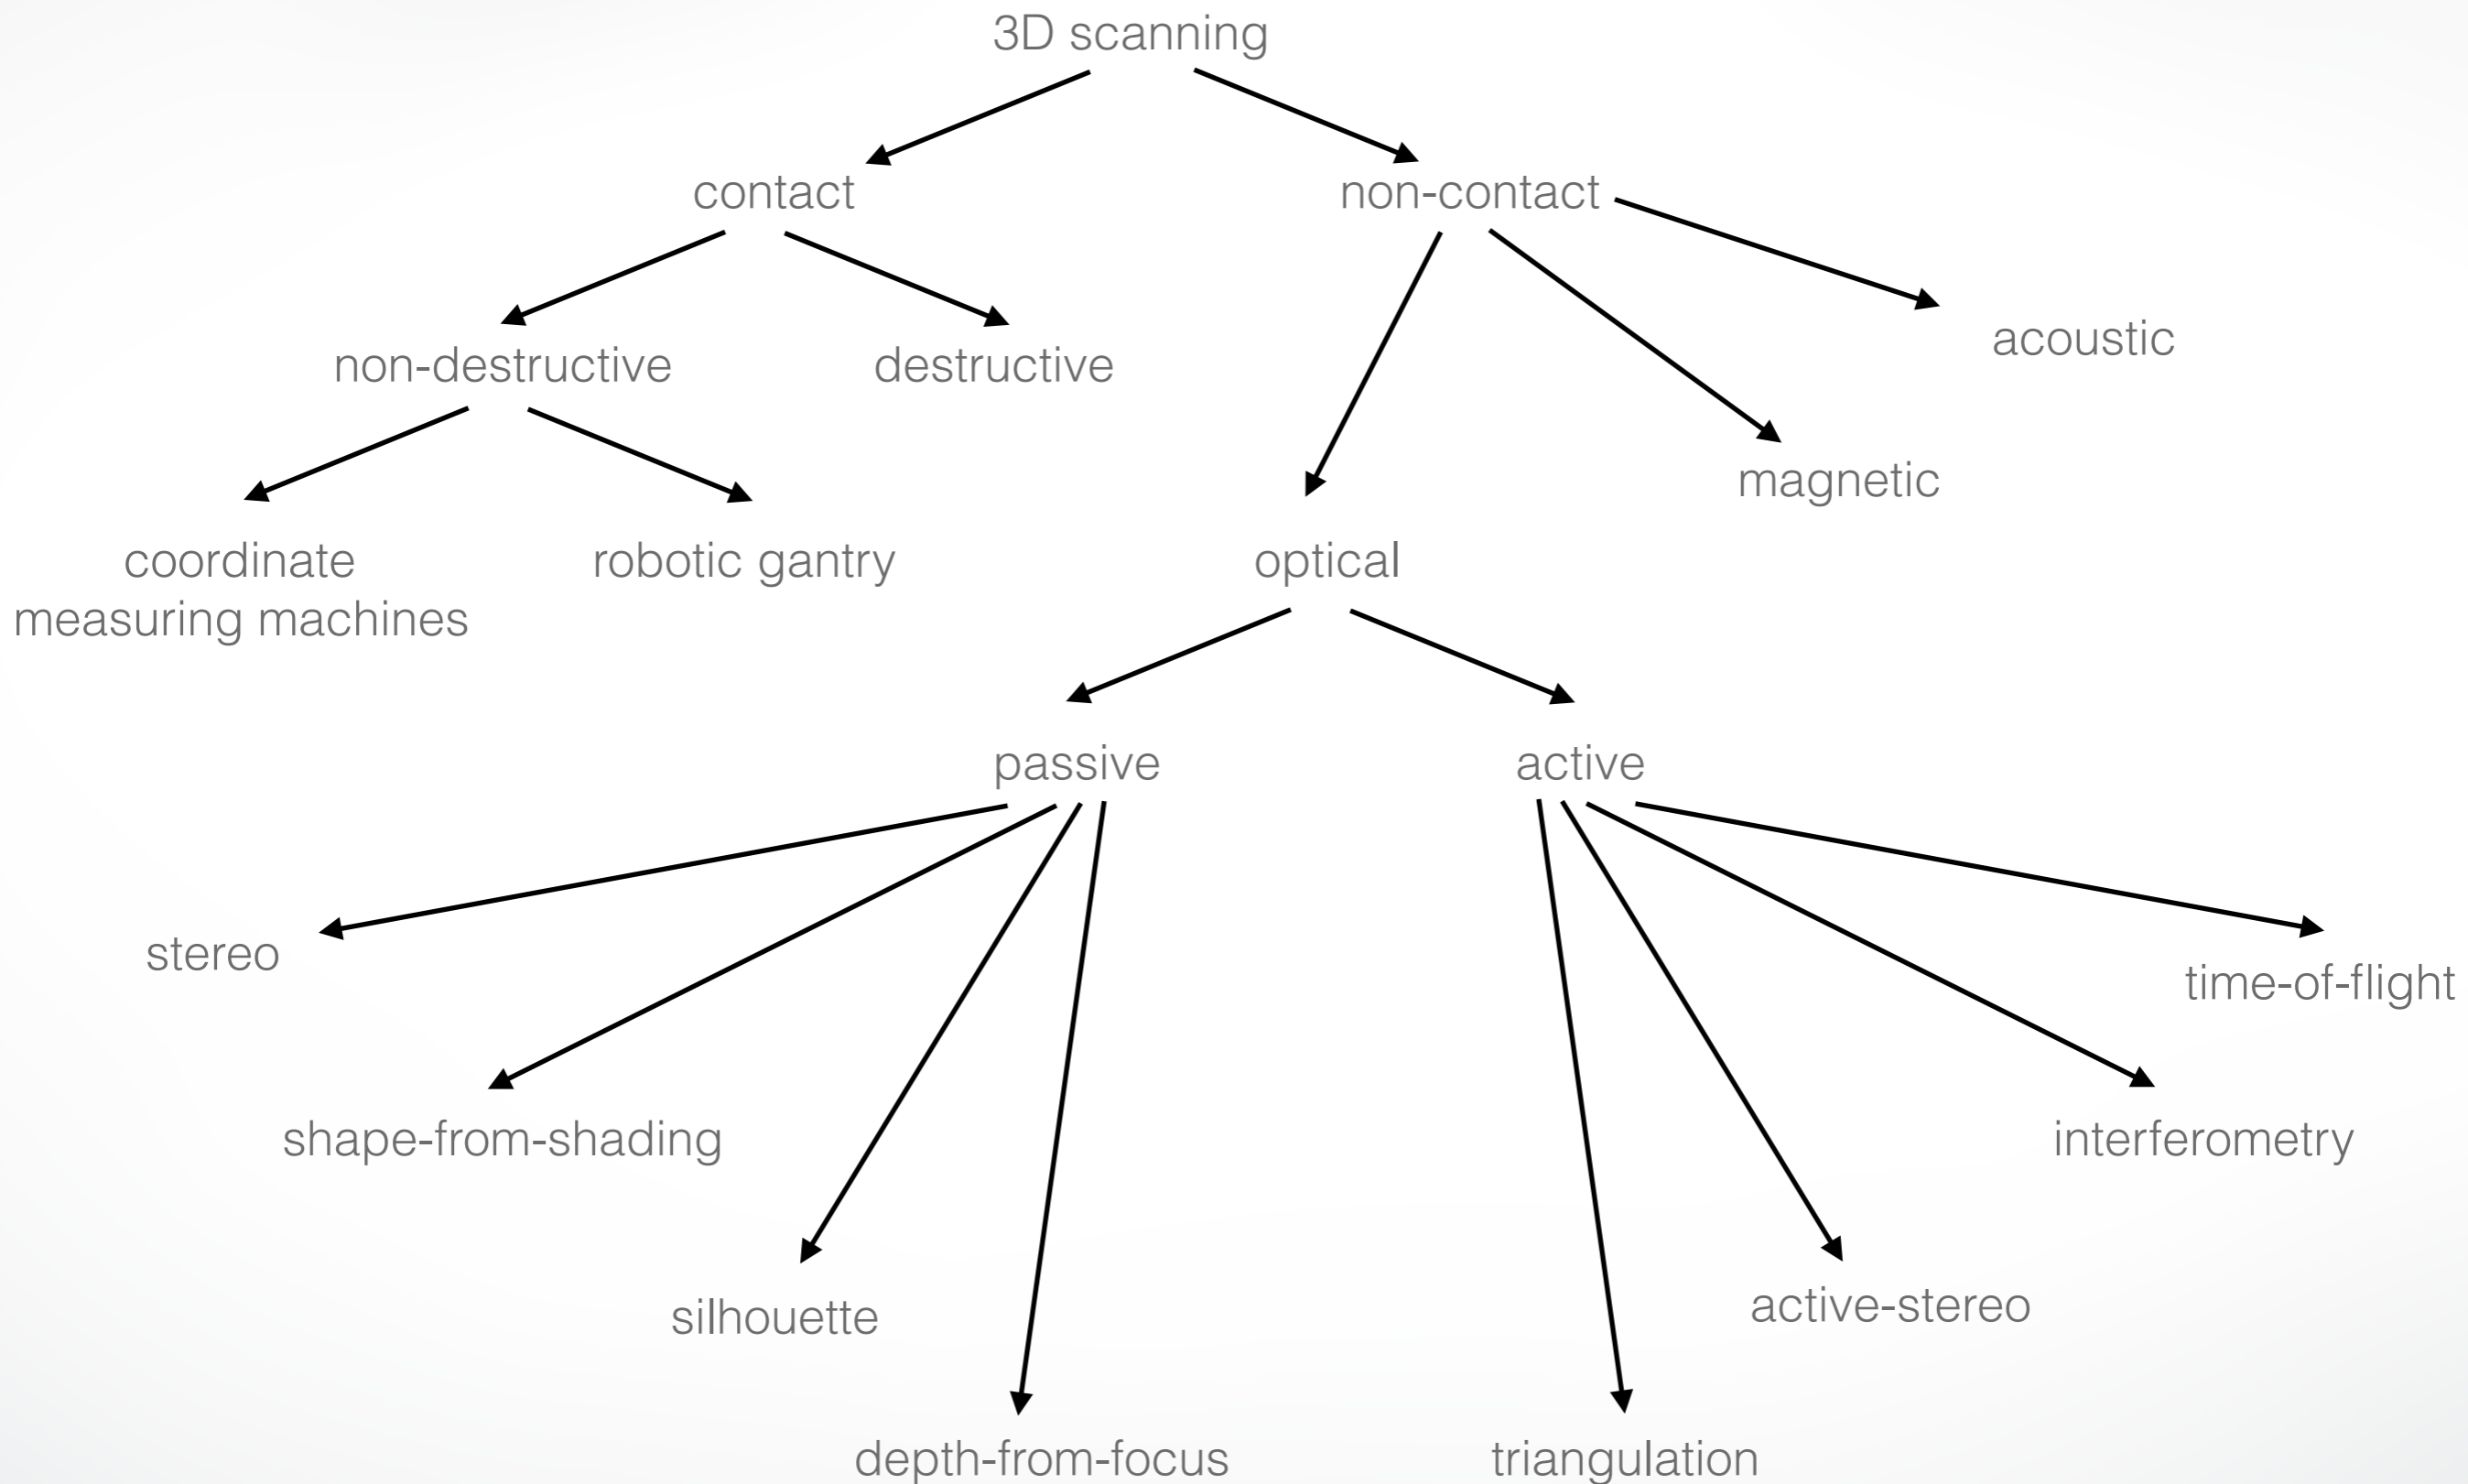 3D scanning
contact
non-contact
non-destructive
destructive
acoustic
magnetic
coordinate
measuring machines
robotic gantry
optical
passive
active
stereo
time-of-flight
shape-from-shading
interferometry
silhouette
active-stereo
depth-from-focus
triangulation